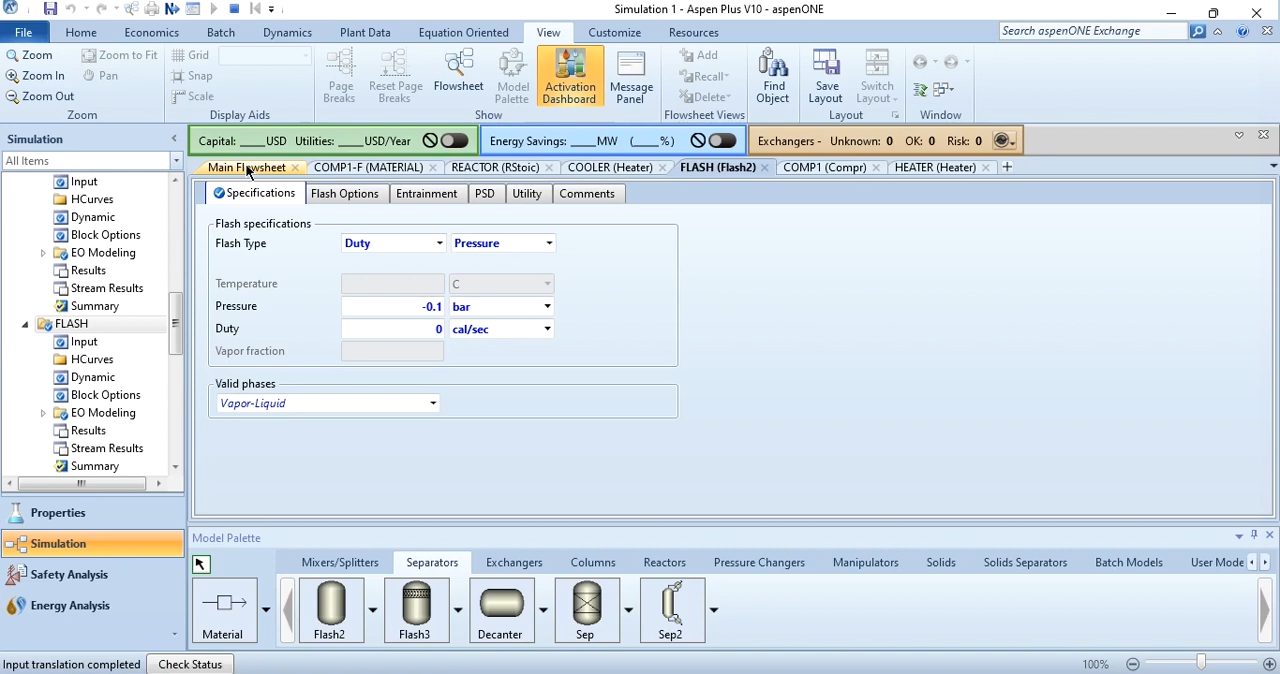 Simulation 1 - Aspen Plus V10 - aspenONE
File Home Economics Batch Dynamics Plant Data Equation Oriented View Customize Resources Search aspenONE Exchange
Zoom Zoom to Fit
Zoom In Pan
Zoom Out
Zoom
Grid
Snap
Scale
Display Aids
Page Breaks
Reset Page Breaks
Flowsheet
Model Palette
Activation Dashboard
Message Panel
Show
Add
Recall
Delete
Flowsheet Views
Find Object
Save Layout
Switch Layout
Layout
Window
Simulation
Capital: ____USD Utilities: ____USD/Year
Energy Savings: ____MW (____%)
Exchangers - Unknown: 0 OK: 0 Risk: 0
All Items
Main Flowsheet COMP1-F (MATERIAL) REACTOR (RStoic) COOLER (Heater) FLASH (Flash2) COMP1 (Compr) HEATER (Heater)
Input
HCurves
Dynamic
Block Options
EO Modeling
Results
Stream Results
Summary
FLASH
Input
HCurves
Dynamic
Block Options
EO Modeling
Results
Stream Results
Summary
Specifications Flash Options Entrainment PSD Utility Comments
Flash specifications
Flash Type Duty Pressure
Temperature C
Pressure -0.1 bar
Duty 0 cal/sec
Vapor fraction
Valid phases
Vapor-Liquid
Properties
Simulation
Safety Analysis
Energy Analysis
Model Palette
Mixers/Splitters Separators Exchangers Columns Reactors Pressure Changers Manipulators Solids Solids Separators Batch Models User Mode
Material Flash2 Flash3 Decanter Sep Sep2
Input translation completed Check Status 100%